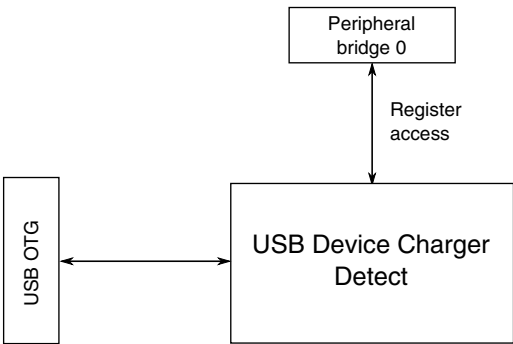 Peripheral
bridge 0
Register
access
USB OTG
USB Device Charger
Detect